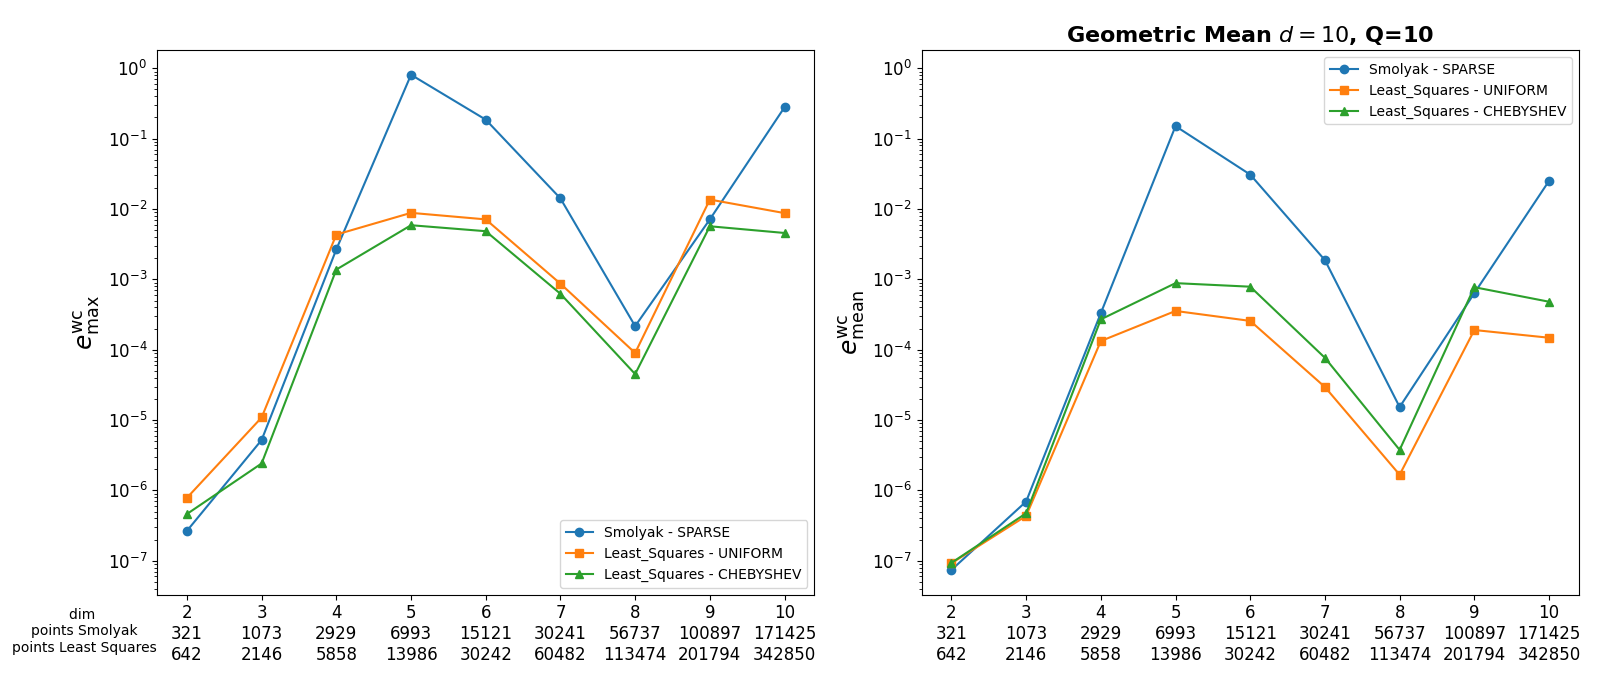 Geometric Mean d = 10, Q=10
10⁰
10⁻¹
10⁻²
10⁻³
10⁻⁴
10⁻⁵
10⁻⁶
10⁻⁷
e^wc_max
Smolyak - SPARSE
Least_Squares - UNIFORM
Least_Squares - CHEBYSHEV
dim 2 3 4 5 6 7 8 9 10
points Smolyak 321 1073 2929 6993 15121 30241 56737 100897 171425
points Least Squares 642 2146 5858 13986 30242 60482 113474 201794 342850
10⁰
10⁻¹
10⁻²
10⁻³
10⁻⁴
10⁻⁵
10⁻⁶
10⁻⁷
e^wc_mean
Smolyak - SPARSE
Least_Squares - UNIFORM
Least_Squares - CHEBYSHEV
2 3 4 5 6 7 8 9 10
321 1073 2929 6993 15121 30241 56737 100897 171425
642 2146 5858 13986 30242 60482 113474 201794 342850